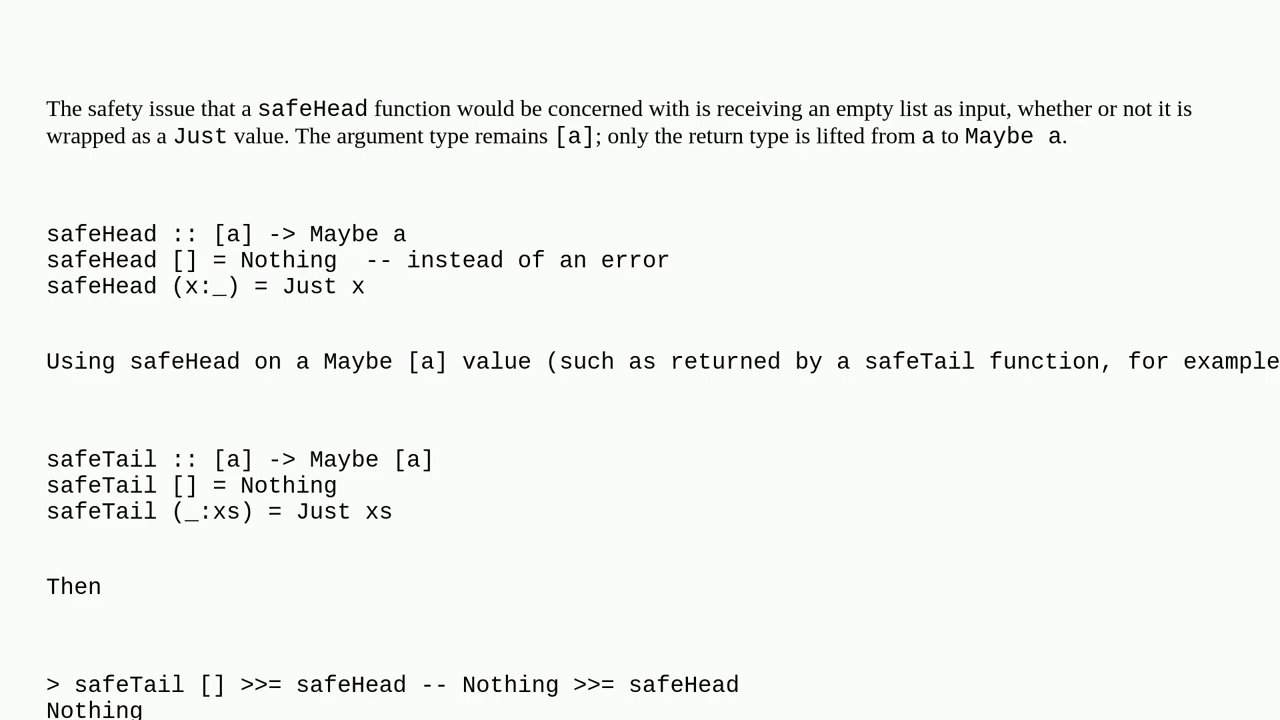 The safety issue that a safeHead function would be concerned with is receiving an empty list as input, whether or not it is
wrapped as a Just value. The argument type remains [a]; only the return type is lifted from a to Maybe a.
safeHead :: [a] -> Maybe a
safeHead [] = Nothing  -- instead of an error
safeHead (x:_) = Just x
Using safeHead on a Maybe [a] value (such as returned by a safeTail function, for example
safeTail :: [a] -> Maybe [a]
safeTail [] = Nothing
safeTail (_:xs) = Just xs
Then
> safeTail [] >>= safeHead -- Nothing >>= safeHead
Nothing